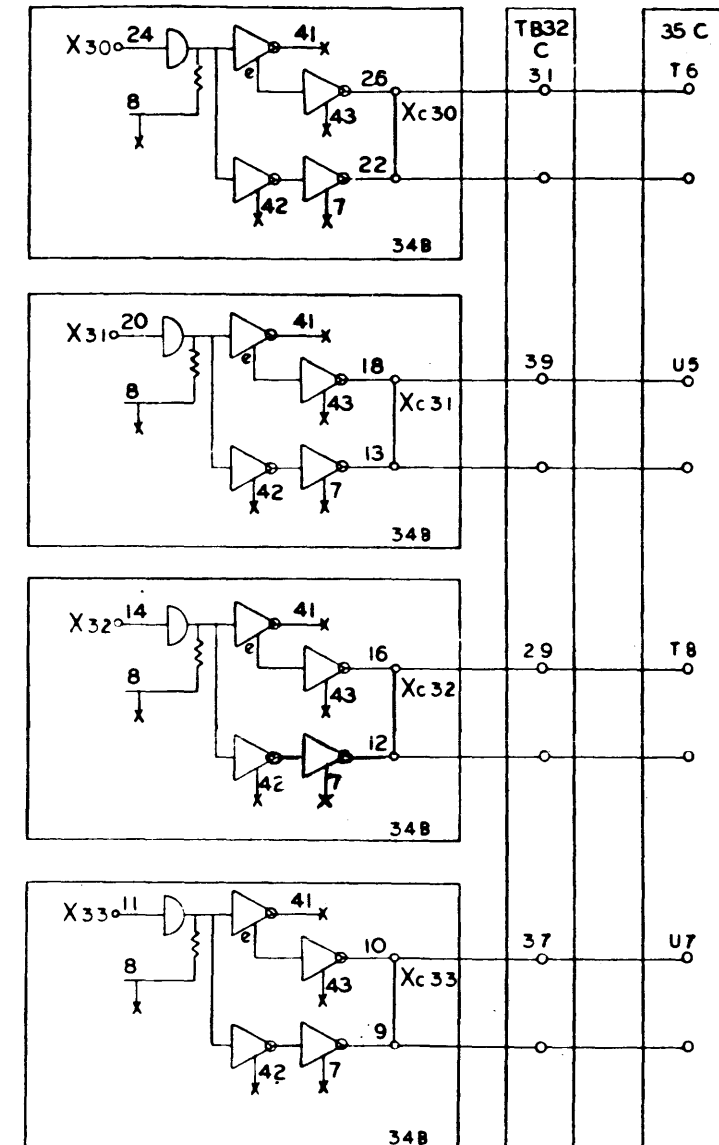 TB32 35 C
C
X30 24 41 31 T6
e 26
8 43 Xc30
22
42 7
34B
X31 20 41
e 18 39 U5
8 43 Xc31
13
42 7
34B
X32 14 41
e 16 29 T8
8 43 Xc32
12
42 7
34B
X33 11 41
e 10 37 U7
8 43 Xc33
9
42 7
34B